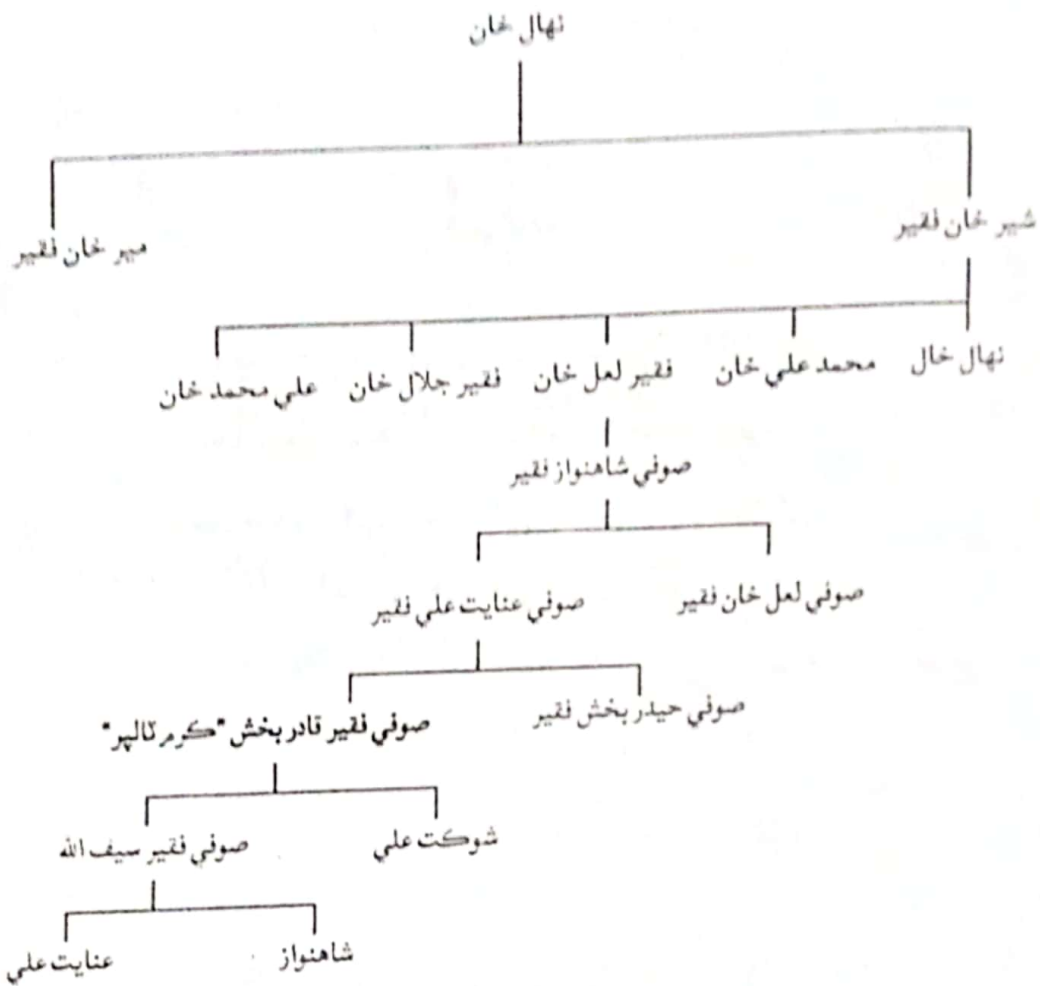 نهال خان
شير خان فقير
مير خان فقير
نهال خال
محمد علي خان
فقير لعل خان
فقير جلال خان
علي محمد خان
صوفي شاهنواز فقير
صوفي لعل خان فقير
صوفي عنايت علي فقير
صوفي حيدر بخش فقير
صوفي فقير قادر بخش "ڪرم ٽالپر"
شوڪت علي
صوفي فقير سيف الله
شاهنواز
عنايت علي